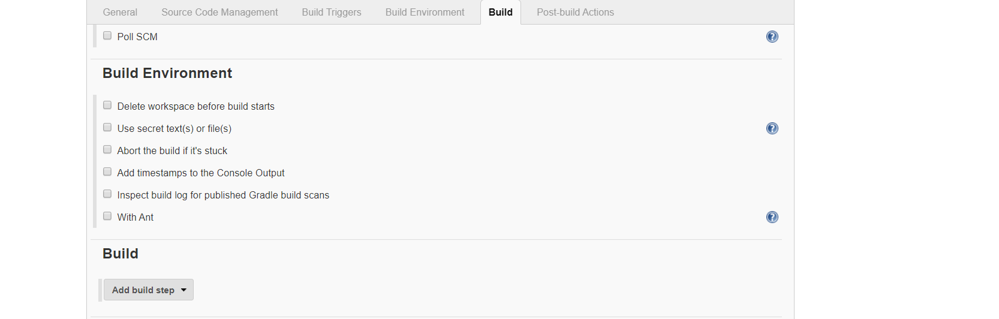 General Source Code Management Build Triggers Build Environment Build Post-build Actions
Poll SCM
Build Environment
Delete workspace before build starts
Use secret text(s) or file(s)
Abort the build if it's stuck
Add timestamps to the Console Output
Inspect build log for published Gradle build scans
With Ant
Build
Add build step